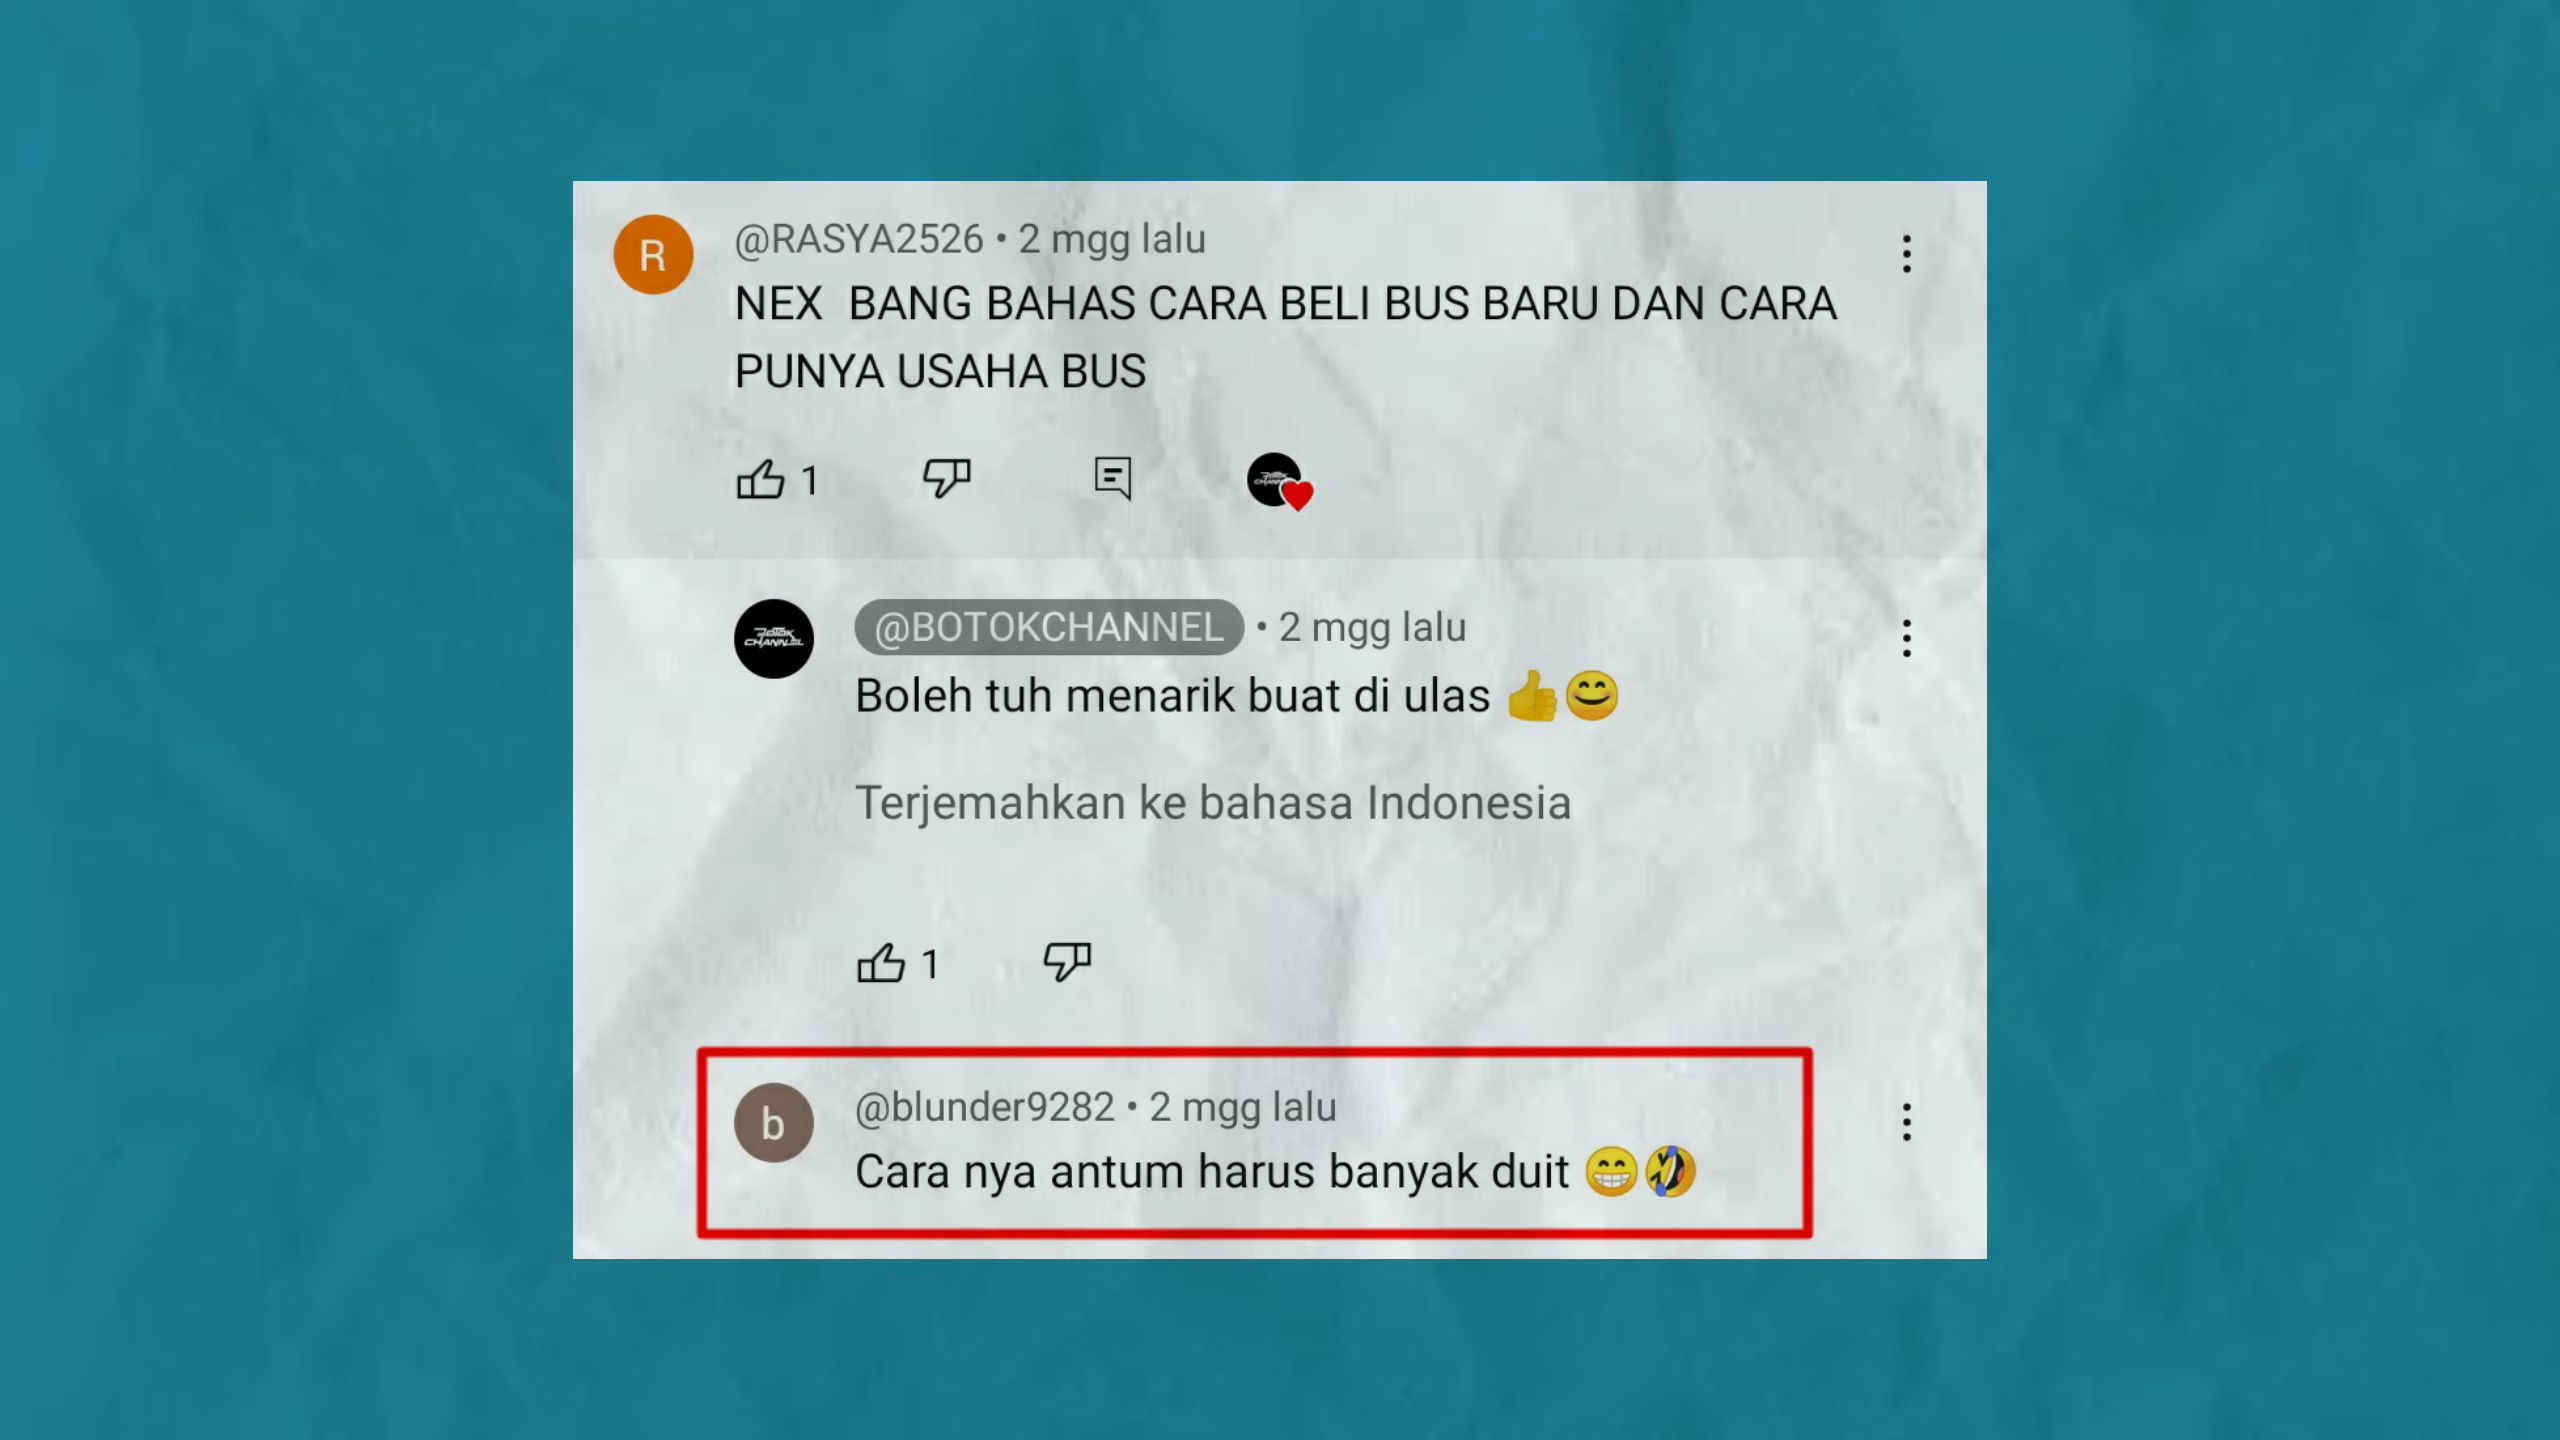 R
@RASYA2526 • 2 mgg lalu
NEX  BANG BAHAS CARA BELI BUS BARU DAN CARA
PUNYA USAHA BUS
1
BOTOK
CHANNEL
@BOTOKCHANNEL • 2 mgg lalu
Boleh tuh menarik buat di ulas 👍😊
Terjemahkan ke bahasa Indonesia
1
b
@blunder9282 • 2 mgg lalu
Cara nya antum harus banyak duit 😁🤣